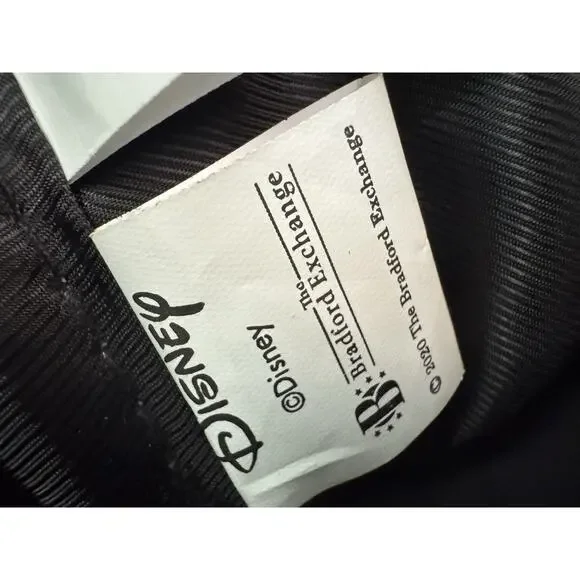 DISNEY
©Disney
The
B
Bradford Exchange
© 2020 The Bradford Exchange